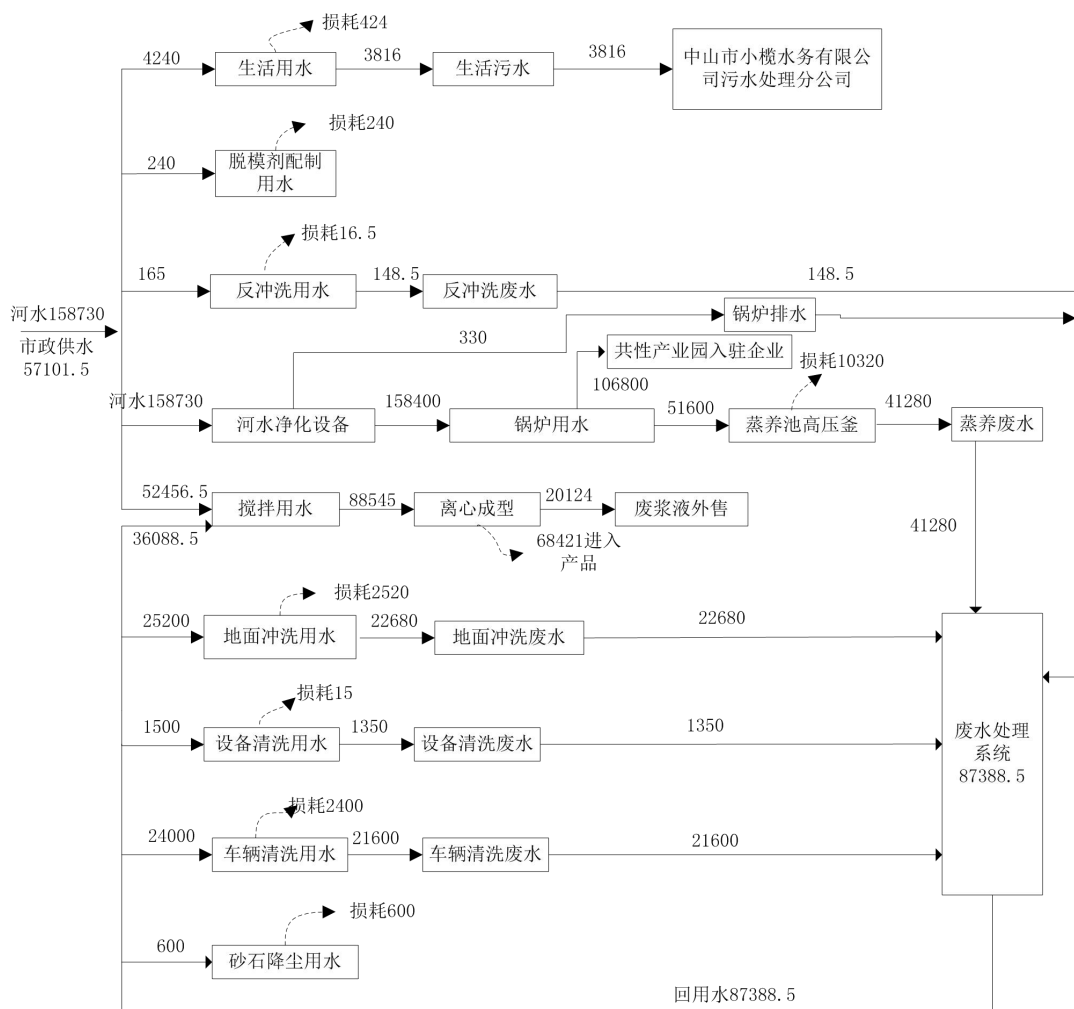 损耗424
4240
生活用水
3816
生活污水
3816
中山市小榄水务有限公
司污水处理分公司
损耗240
240
脱模剂配制
用水
损耗16.5
165
反冲洗用水
148.5
反冲洗废水
148.5
河水158730
市政供水
57101.5
330
锅炉排水
共性产业园入驻企业
106800
损耗10320
河水158730
河水净化设备
158400
锅炉用水
51600
蒸养池高压釜
41280
蒸养废水
41280
52456.5
36088.5
搅拌用水
88545
离心成型
20124
废浆液外售
68421进入
产品
损耗2520
25200
地面冲洗用水
22680
地面冲洗废水
22680
损耗15
1500
设备清洗用水
1350
设备清洗废水
1350
废水处理
系统
87388.5
损耗2400
24000
车辆清洗用水
21600
车辆清洗废水
21600
损耗600
600
砂石降尘用水
回用水87388.5